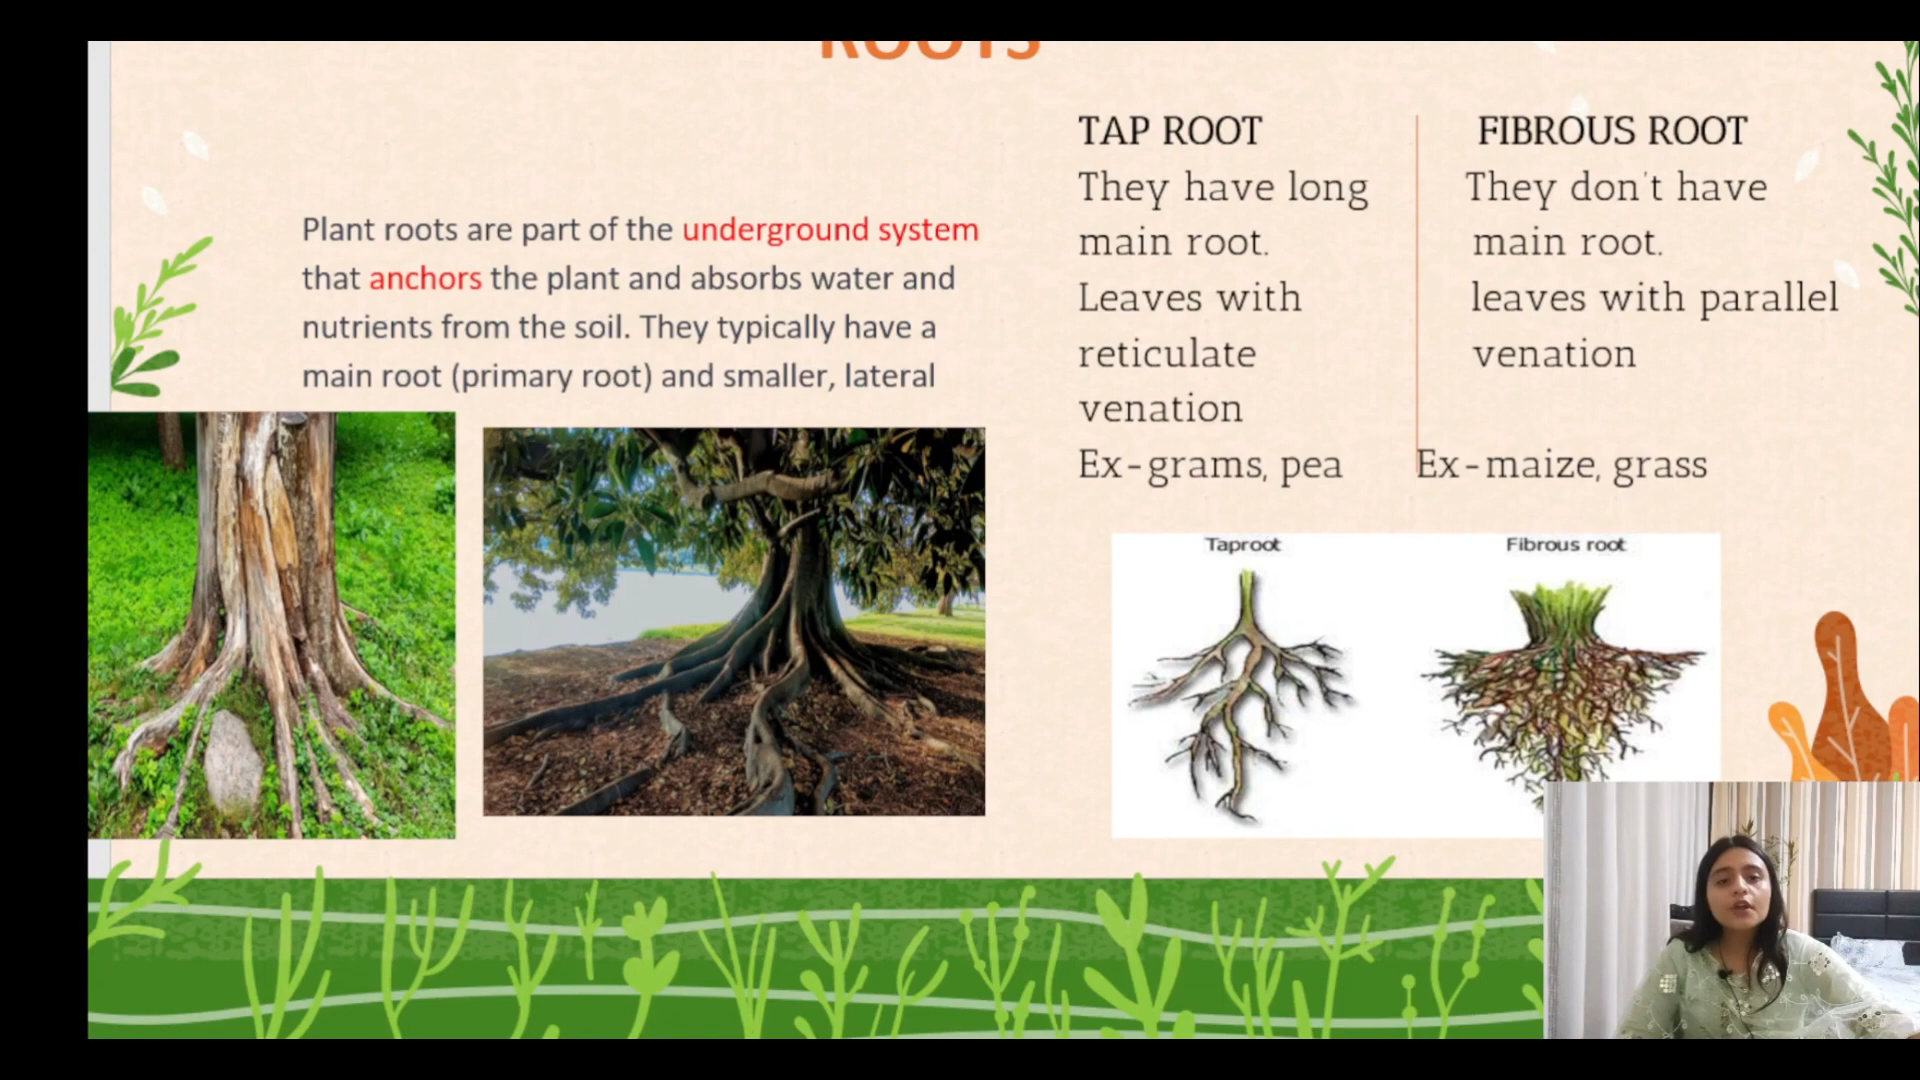 ROOTS
Plant roots are part of the underground system
that anchors the plant and absorbs water and
nutrients from the soil. They typically have a
main root (primary root) and smaller, lateral
TAP ROOT
They have long
main root.
Leaves with
reticulate
venation
Ex-grams, pea
FIBROUS ROOT
They don't have
main root.
leaves with parallel
venation
Ex-maize, grass
Taproot
Fibrous root